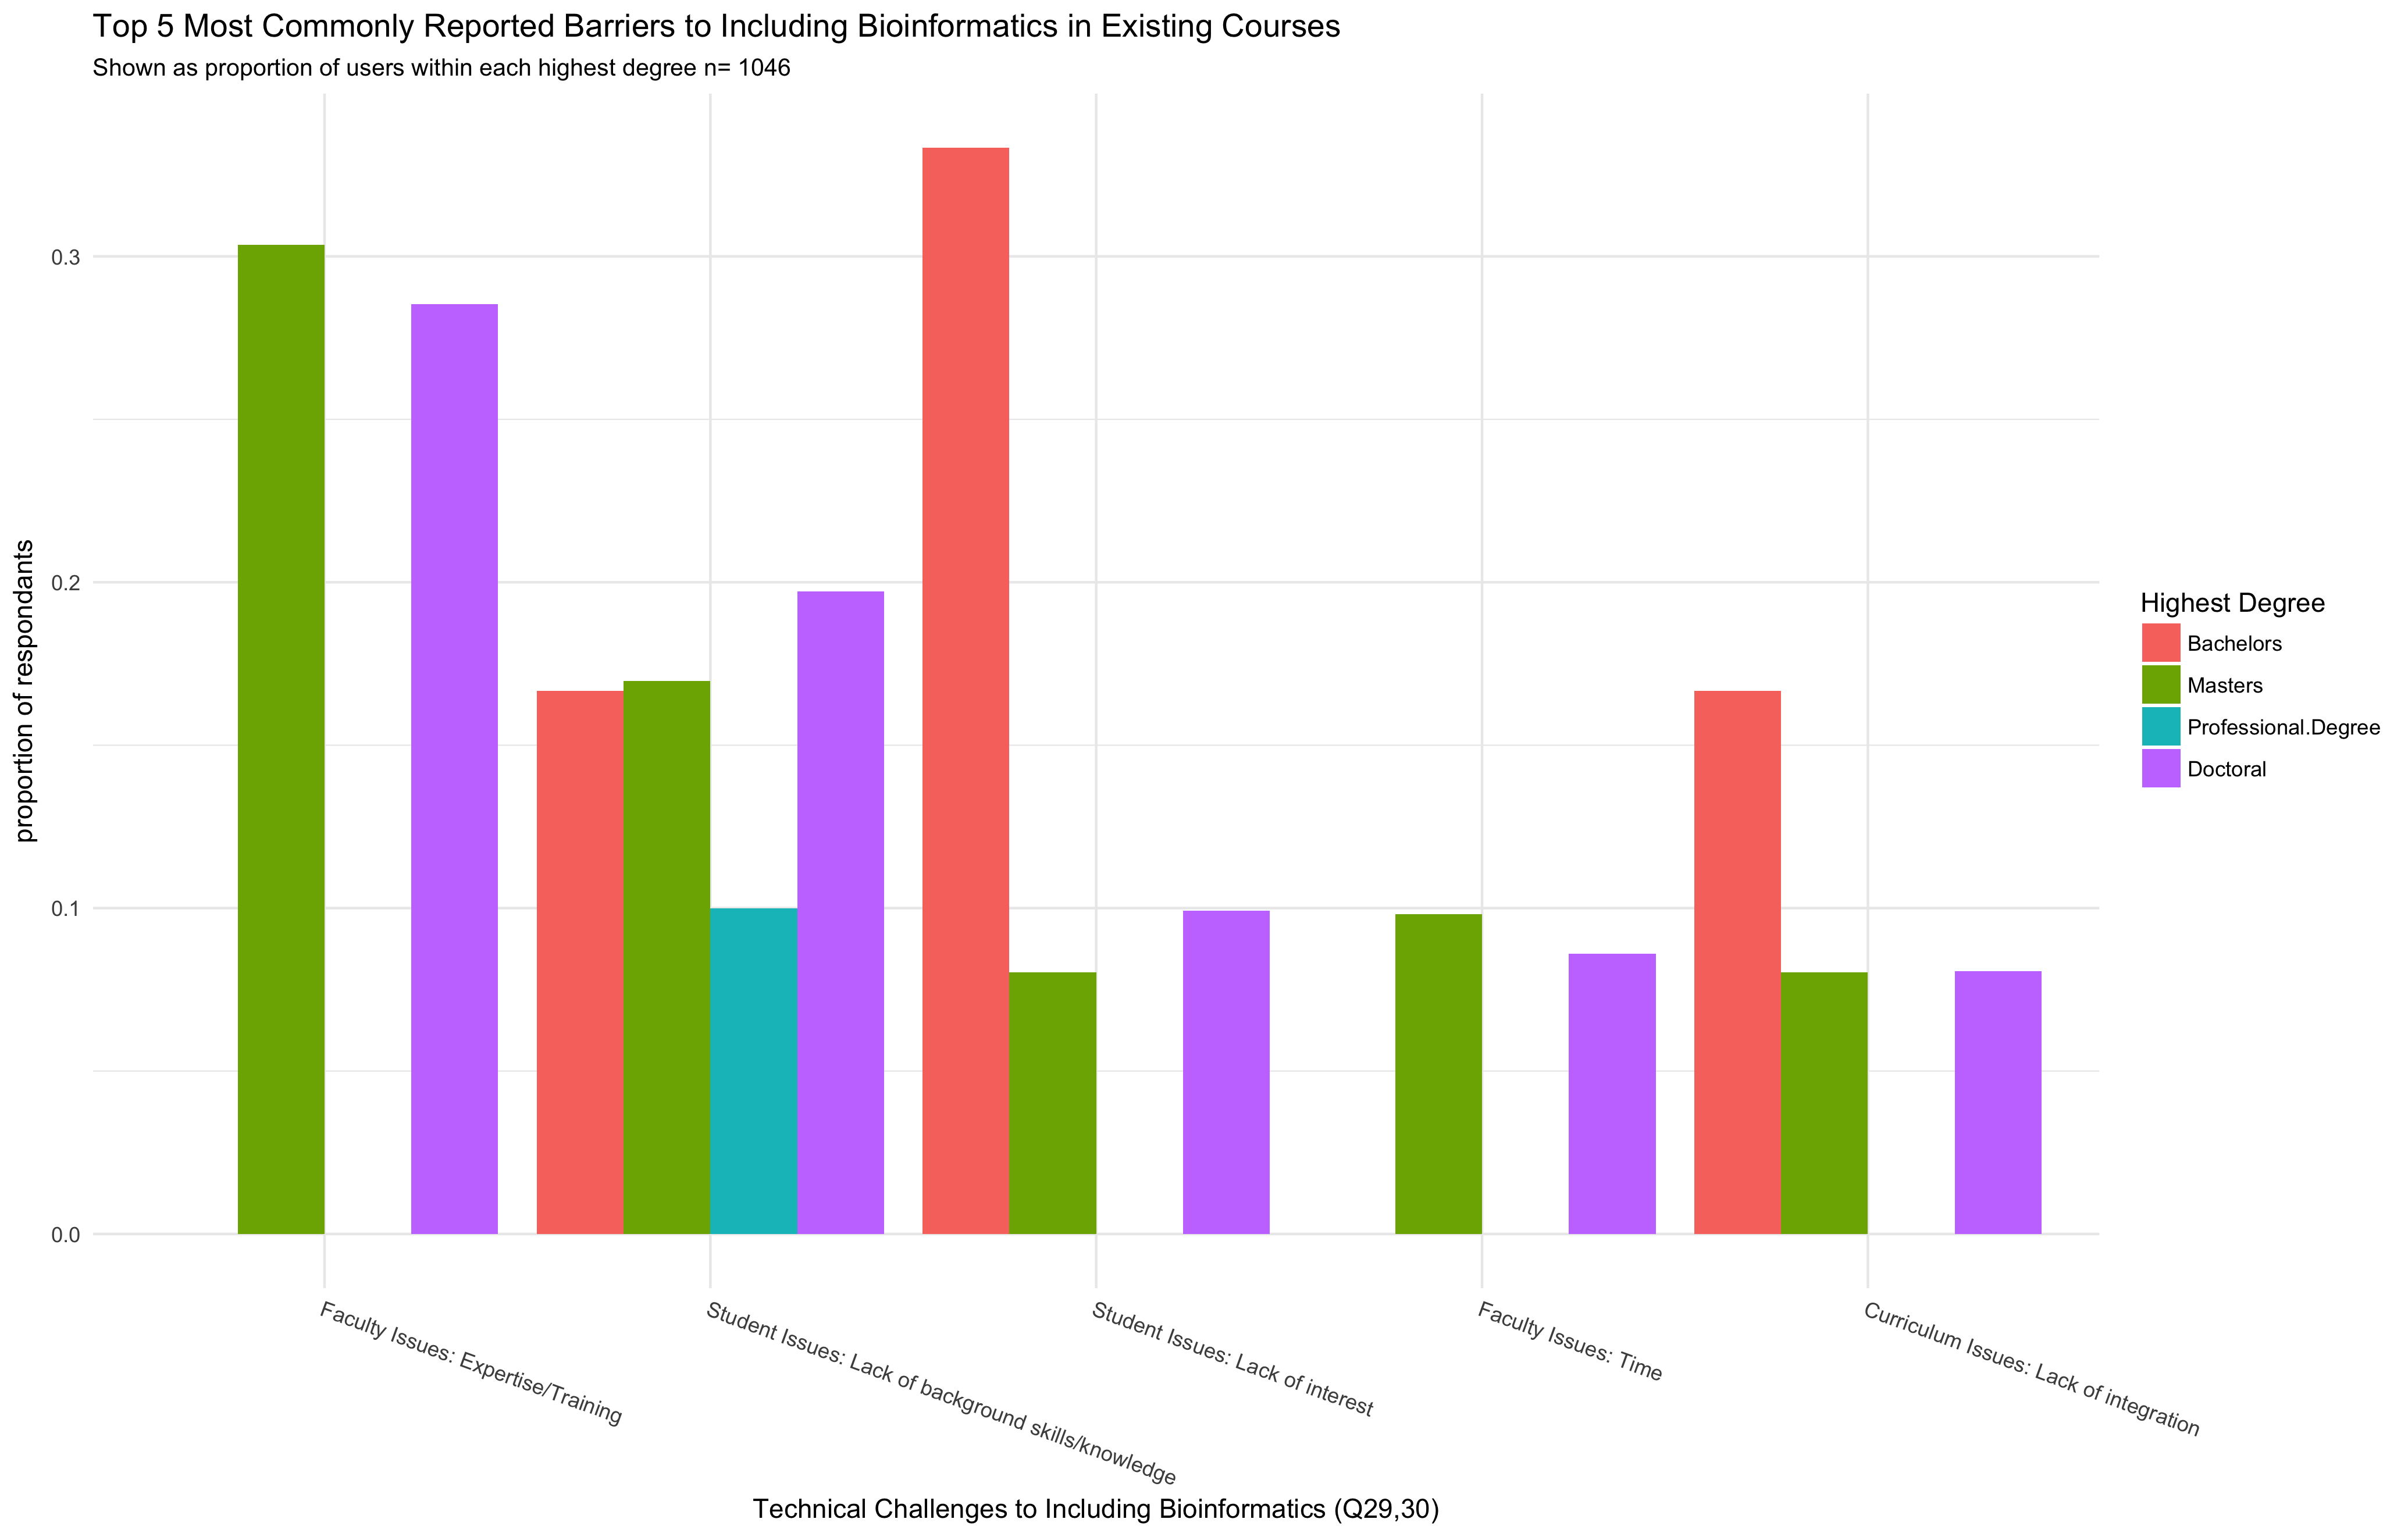 Top 5 Most Commonly Reported Barriers to Including Bioinformatics in Existing Courses
Shown as proportion of users within each highest degree n= 1046
proportion of respondants
0.3
0.2
0.1
0.0
Faculty Issues: Expertise/Training
Student Issues: Lack of background skills/knowledge
Student Issues: Lack of interest
Faculty Issues: Time
Curriculum Issues: Lack of integration
Technical Challenges to Including Bioinformatics (Q29,30)
Highest Degree
Bachelors
Masters
Professional.Degree
Doctoral